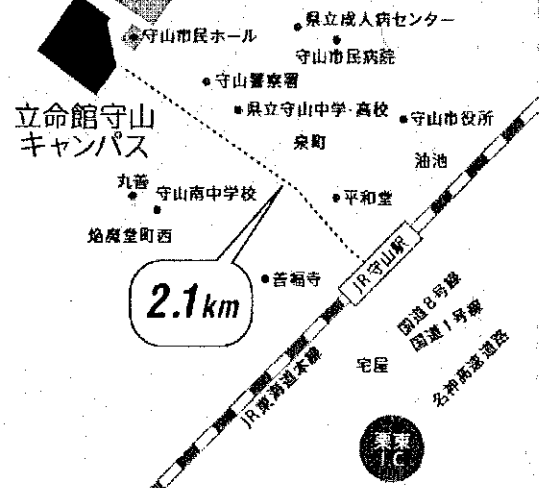 県立成人病センター
守山市民ホール
守山市民病院
守山警察署
立命館守山
キャンパス
県立守山中学・高校
守山市役所
泉町
油池
丸善
守山南中学校
平和堂
焔魔堂町西
JR守山駅
2.1km
善福寺
国道8号線
国道1号線
名神高速道路
宅屋
JR東海道本線
栗東
IC